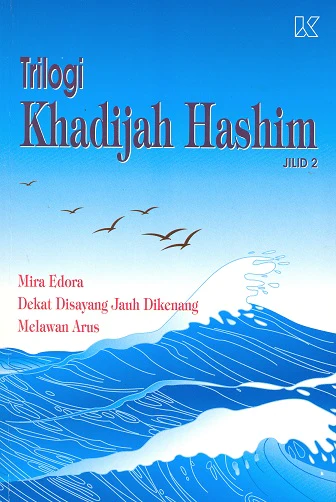 Trilogi
Khadijah Hashim
JILID 2
Mira Edora
Dekat Disayang Jauh Dikenang
Melawan Arus